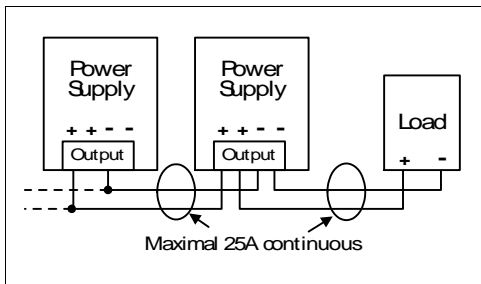 Power
Supply
+ + - -
Output
Power
Supply
+ + - -
Output
Load
+ -
Maximal 25A continuous